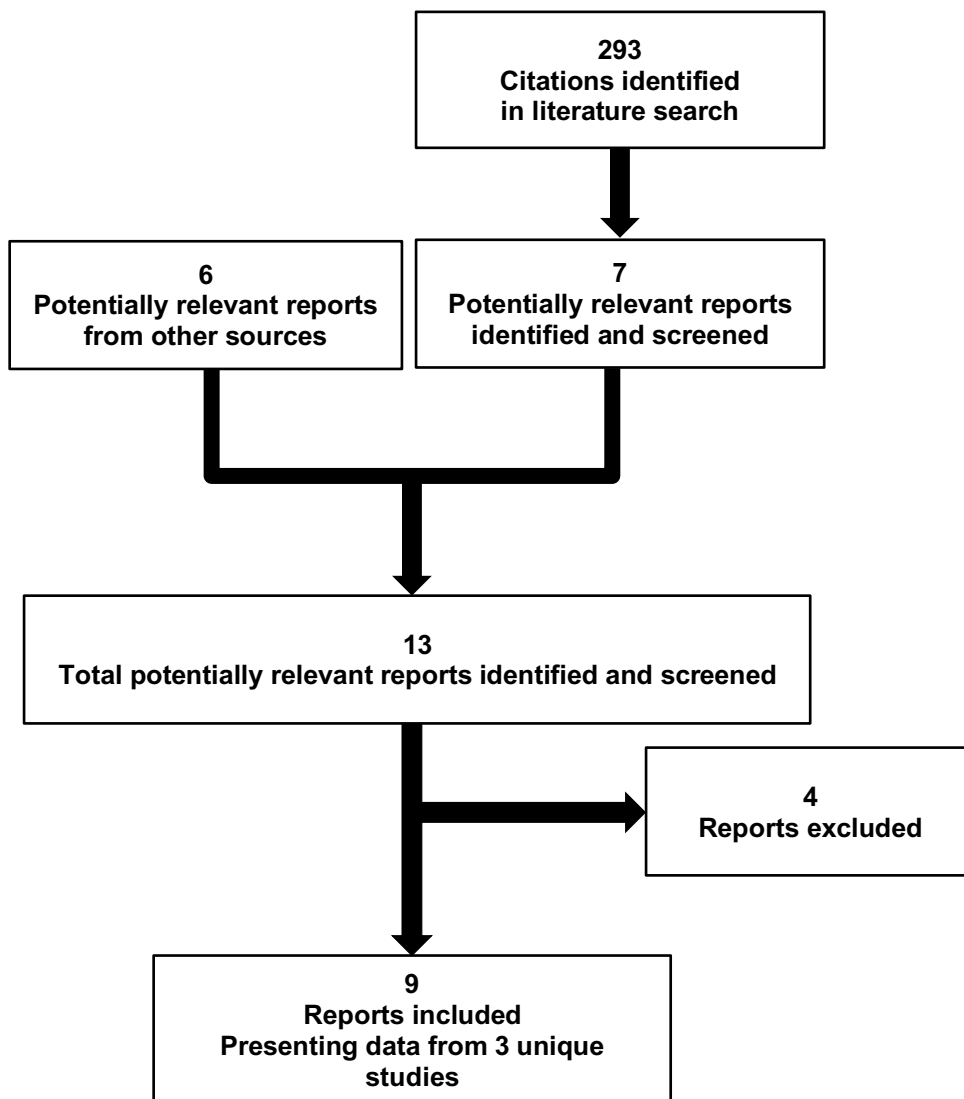 293
Citations identified
in literature search
6
Potentially relevant reports
from other sources
7
Potentially relevant reports
identified and screened
13
Total potentially relevant reports identified and screened
4
Reports excluded
9
Reports included
Presenting data from 3 unique
studies